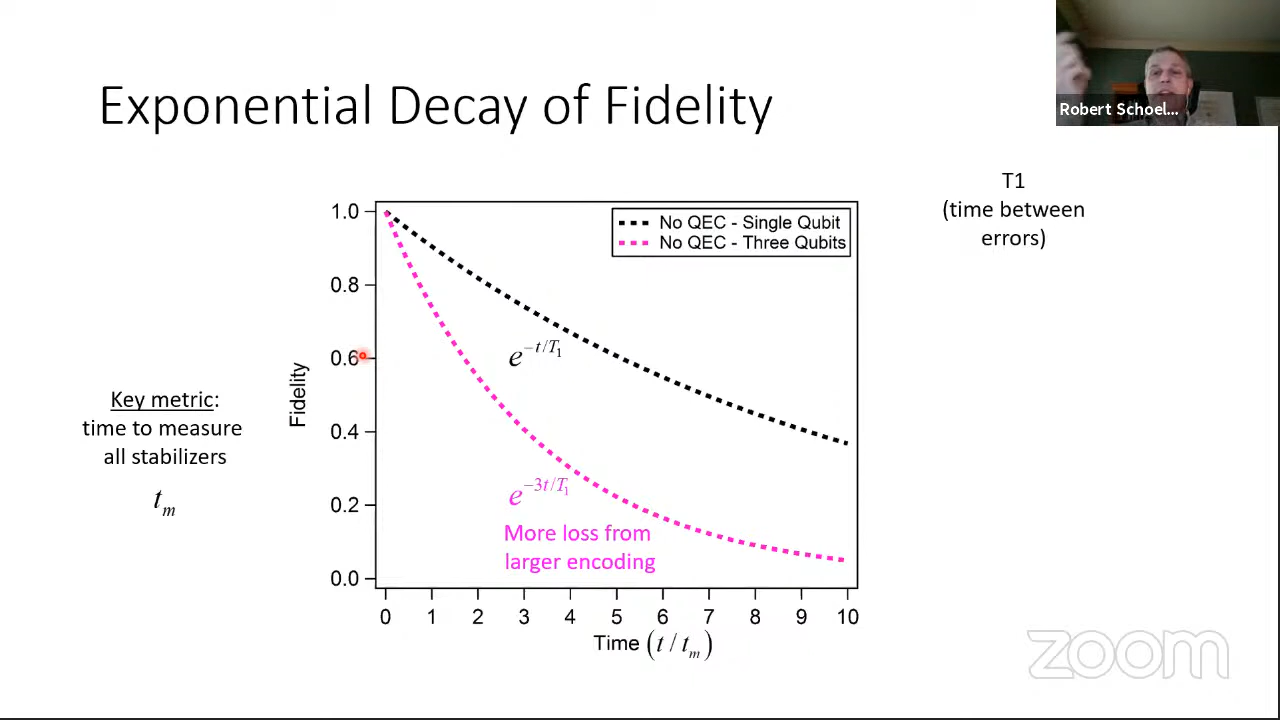 Exponential Decay of Fidelity
Robert Schoel...
T1
(time between
errors)
Key metric:
time to measure
all stabilizers
t_m
Fidelity
1.0
0.8
0.6
0.4
0.2
0.0
No QEC - Single Qubit
No QEC - Three Qubits
e^{-t/T_1}
e^{-3t/T_1}
More loss from
larger encoding
0 1 2 3 4 5 6 7 8 9 10
Time (t / t_m)
zoom